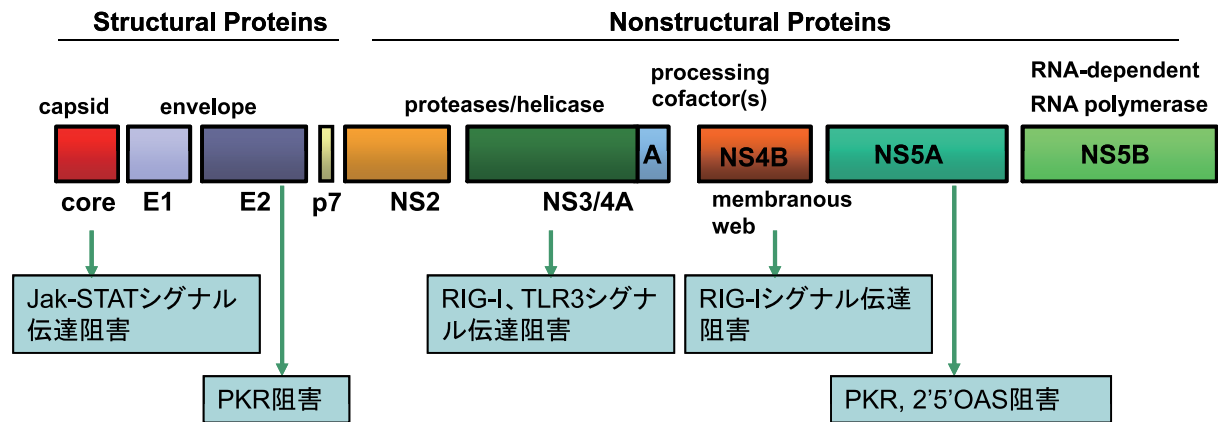 Structural Proteins
Nonstructural Proteins
capsid
envelope
proteases/helicase
processing
cofactor(s)
RNA-dependent
RNA polymerase
A
NS4B
NS5A
NS5B
core
E1
E2
p7
NS2
NS3/4A
membranous
web
Jak-STATシグナル
伝達阻害
RIG-I、TLR3シグナ
ル伝達阻害
RIG-Iシグナル伝達
阻害
PKR阻害
PKR, 2’5’OAS阻害